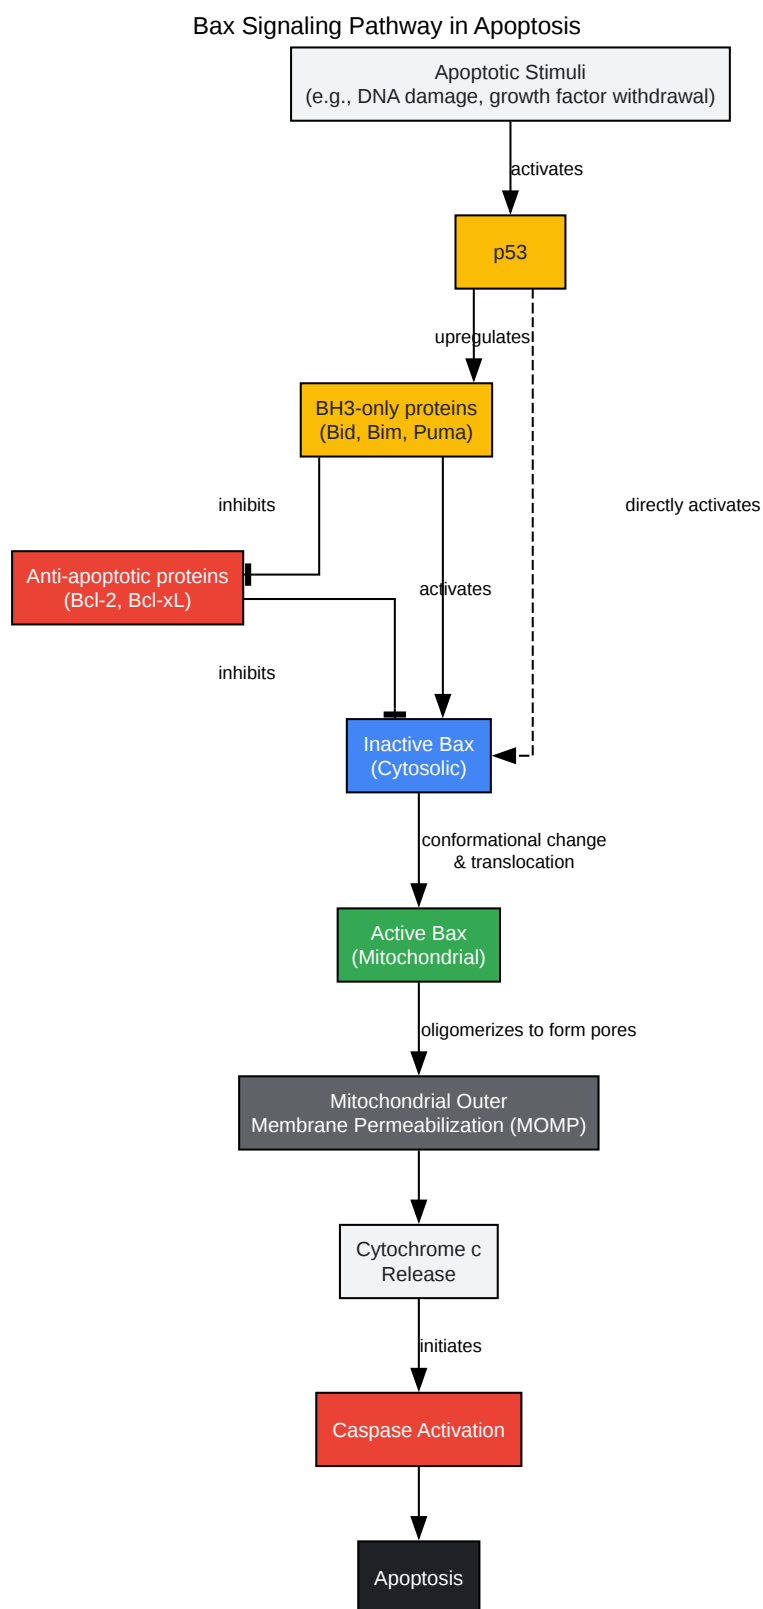 Bax Signaling Pathway in Apoptosis
Apoptotic Stimuli
(e.g., DNA damage, growth factor withdrawal)
activates
p53
upregulates
BH3-only proteins
(Bid, Bim, Puma)
inhibits
directly activates
Anti-apoptotic proteins
(Bcl-2, Bcl-xL)
activates
inhibits
Inactive Bax
(Cytosolic)
conformational change
& translocation
Active Bax
(Mitochondrial)
oligomerizes to form pores
Mitochondrial Outer
Membrane Permeabilization (MOMP)
Cytochrome c
Release
initiates
Caspase Activation
Apoptosis